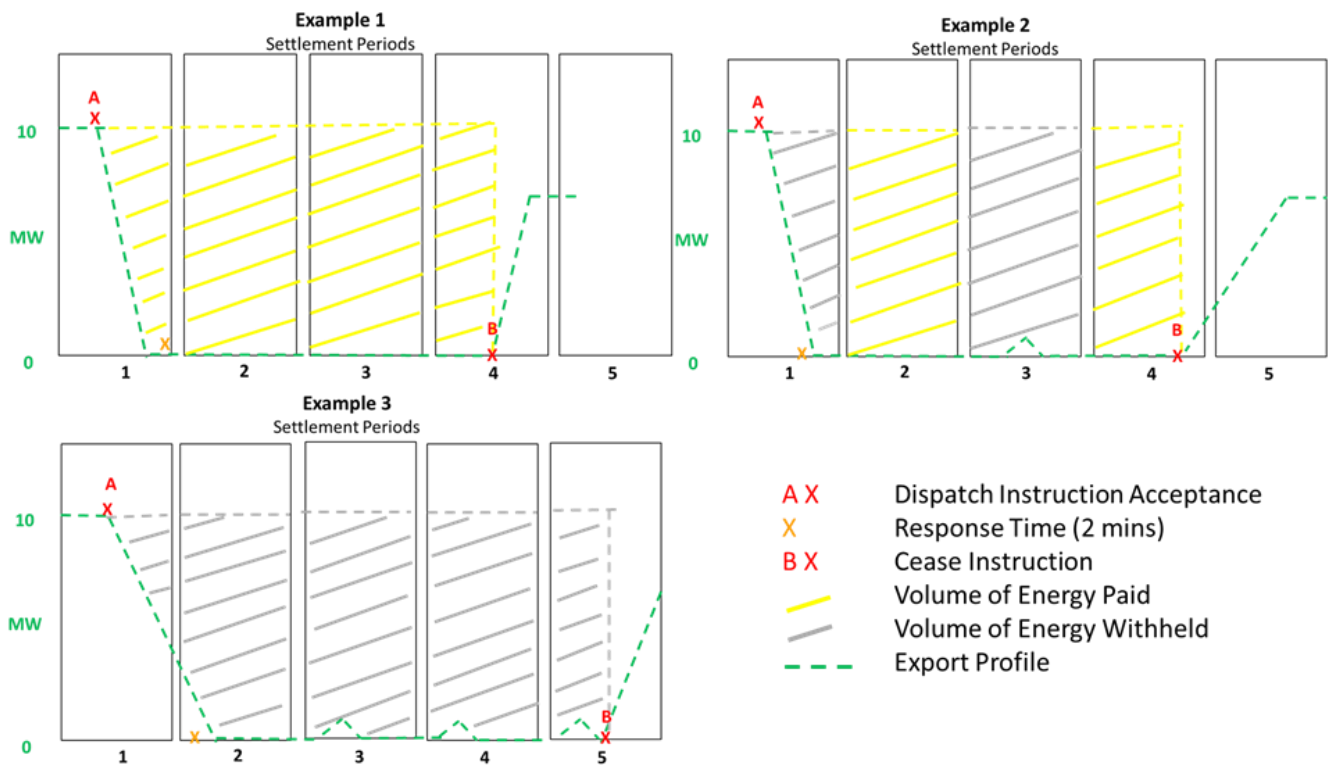 Example 1
Settlement Periods
A
X
10
MW
0
B
X
X
1 2 3 4 5
Example 2
Settlement Periods
A
X
10
MW
0
X
B
X
1 2 3 4 5
Example 3
Settlement Periods
A
X
10
MW
0
X
B
X
1 2 3 4 5
A X Dispatch Instruction Acceptance
X Response Time (2 mins)
B X Cease Instruction
Volume of Energy Paid
Volume of Energy Withheld
Export Profile